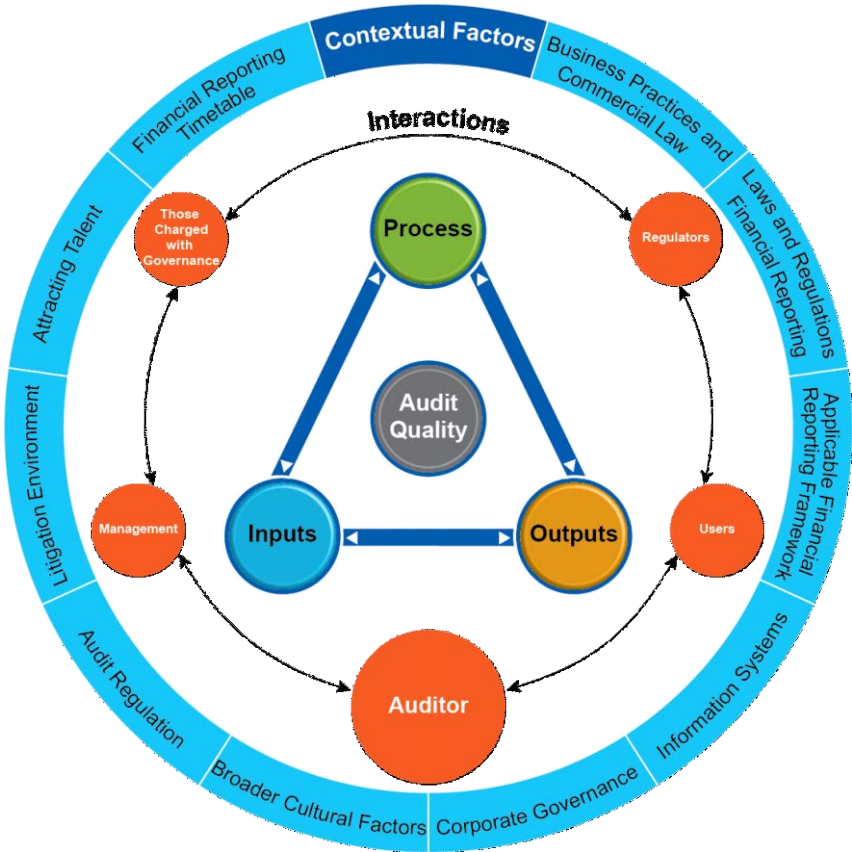 Contextual Factors
Business Practices and
Commercial Law
Laws and Regulations
Financial Reporting
Applicable Financial
Reporting Framework
Information Systems
Corporate Governance
Broader Cultural Factors
Audit Regulation
Litigation Environment
Attracting Talent
Financial Reporting
Timetable
Interactions
Those
Charged
with
Governance
Regulators
Users
Auditor
Management
Process
Audit
Quality
Inputs
Outputs